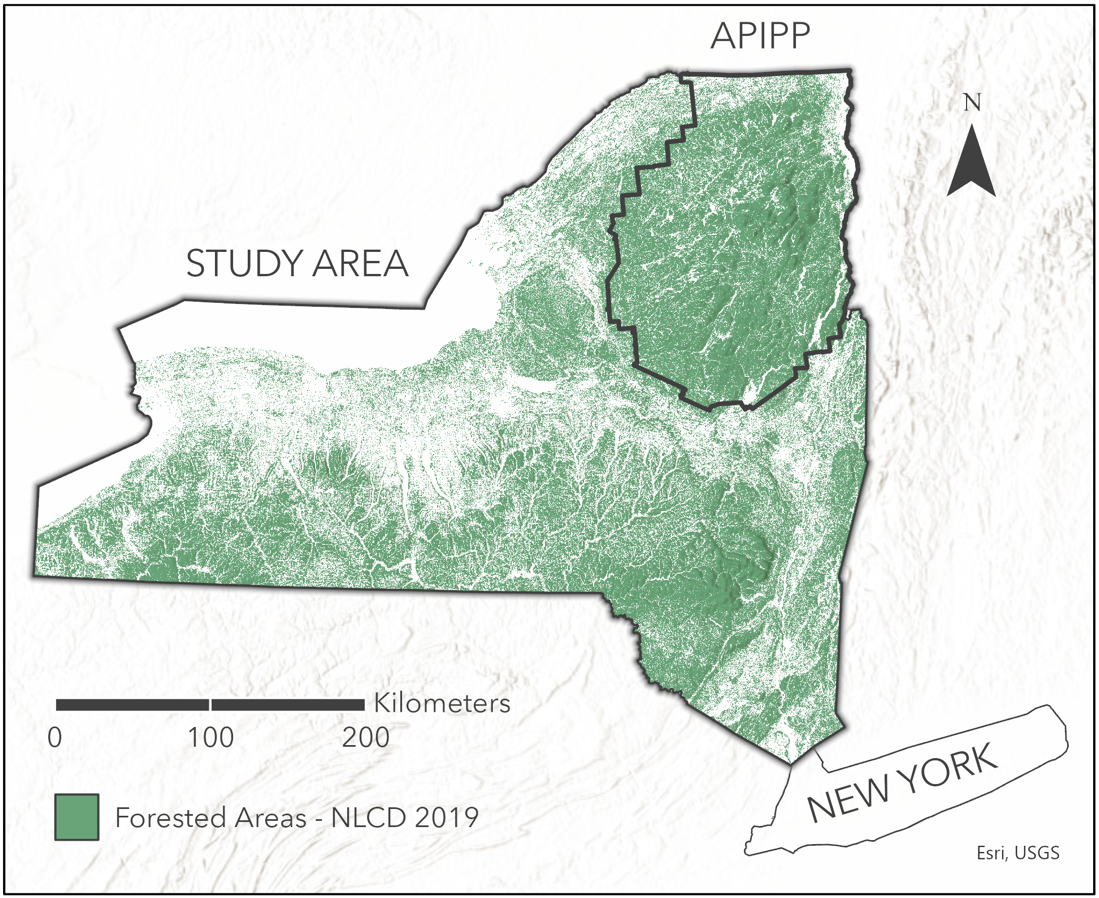 APIPP
N
STUDY AREA
Kilometers
0 100 200
NEW YORK
Forested Areas - NLCD 2019
Esri, USGS